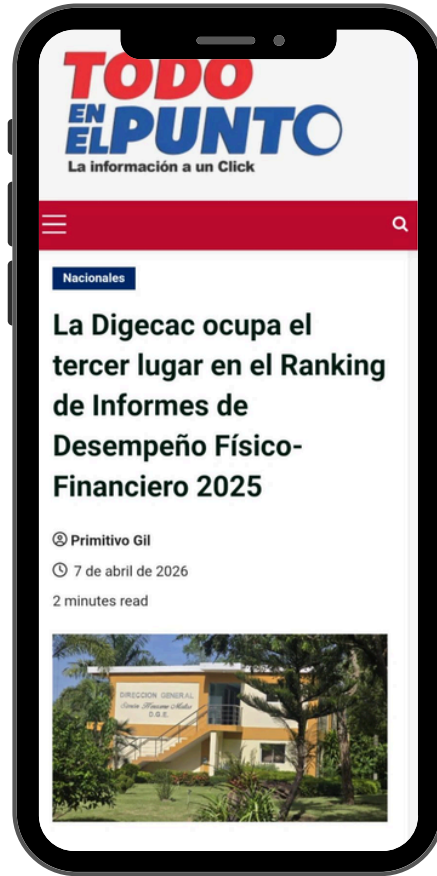 TODO
EN
EL PUNTO
La información a un Click
Nacionales
La Digecac ocupa el
tercer lugar en el Ranking
de Informes de
Desempeño Físico-
Financiero 2025
Primitivo Gil
7 de abril de 2026
2 minutes read
DIRECCION GENERAL
D.G.E.